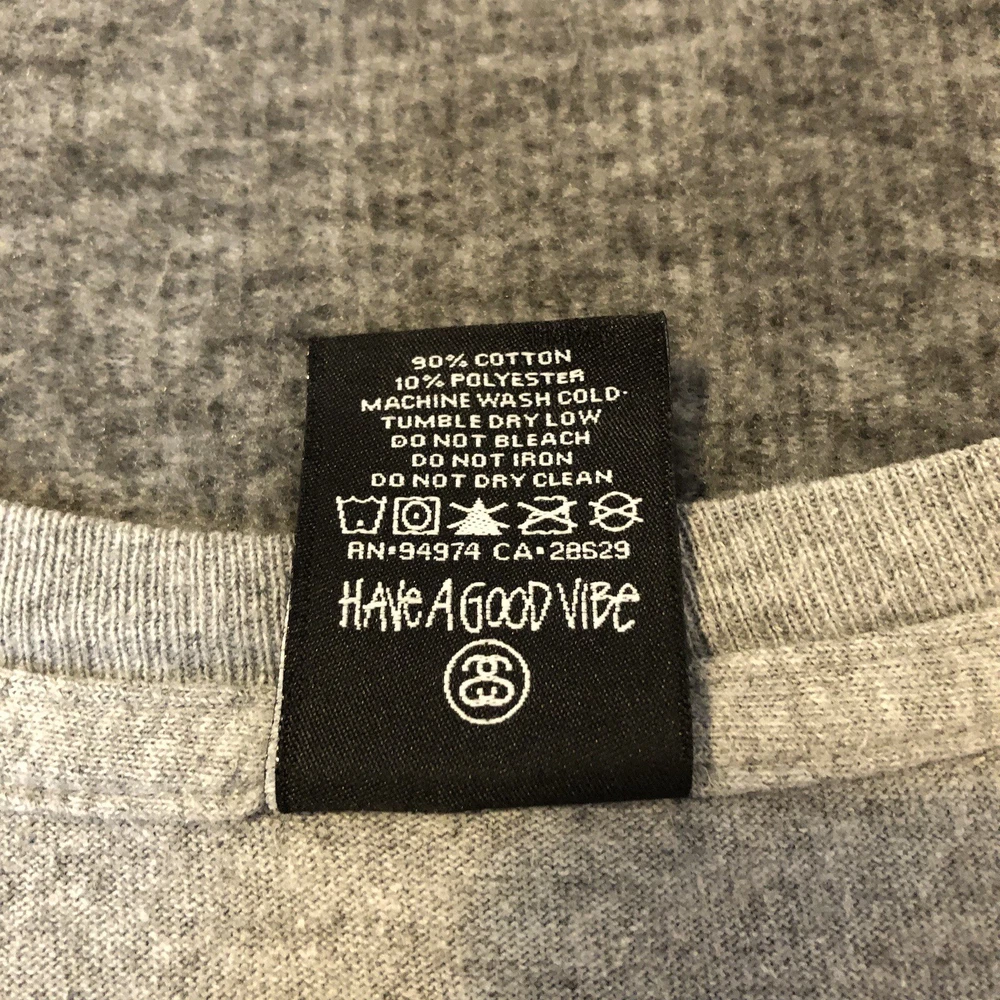 90% COTTON
10% POLYESTER
MACHINE WASH COLD·
TUMBLE DRY LOW
DO NOT BLEACH
DO NOT IRON
DO NOT DRY CLEAN
RN·94974 CA·28629
HAVE A GOOD VIBE